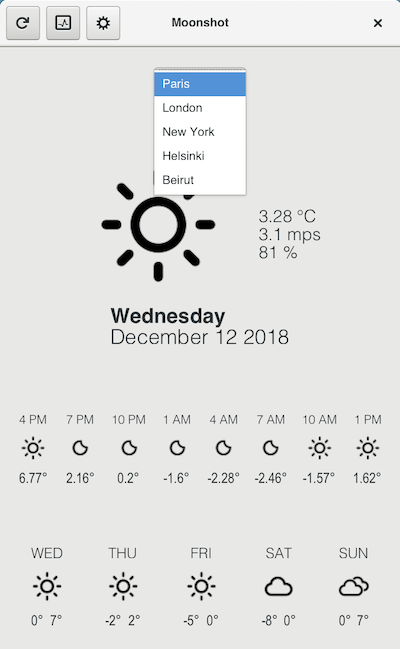 Moonshot
Paris
London
New York
Helsinki
Beirut
3.28 °C
3.1 mps
81 %
Wednesday
December 12 2018
4 PM 7 PM 10 PM 1 AM 4 AM 7 AM 10 AM 1 PM
6.77° 2.16° 0.2° -1.6° -2.28° -2.46° -1.57° 1.62°
WED THU FRI SAT SUN
0° 7° -2° 2° -5° 0° -8° 0° 0° 7°